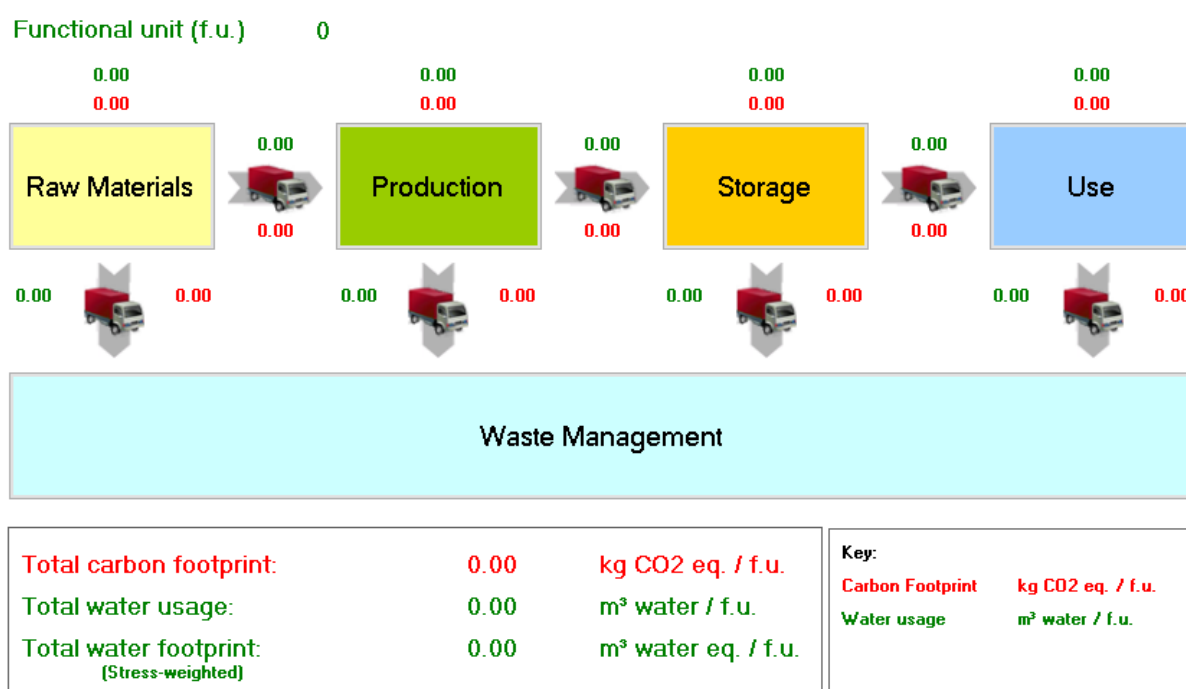 Functional unit (f.u.) 0
0.00 0.00 0.00 0.00
0.00 0.00 0.00 0.00
0.00 0.00 0.00
Raw Materials Production Storage Use
0.00 0.00 0.00
0.00 0.00 0.00 0.00 0.00 0.00 0.00 0.00
Waste Management
Total carbon footprint: 0.00 kg CO2 eq. / f.u.
Total water usage: 0.00 m³ water / f.u.
Total water footprint: 0.00 m³ water eq. / f.u.
(Stress-weighted)
Key:
Carbon Footprint kg CO2 eq. / f.u.
Water usage m³ water / f.u.